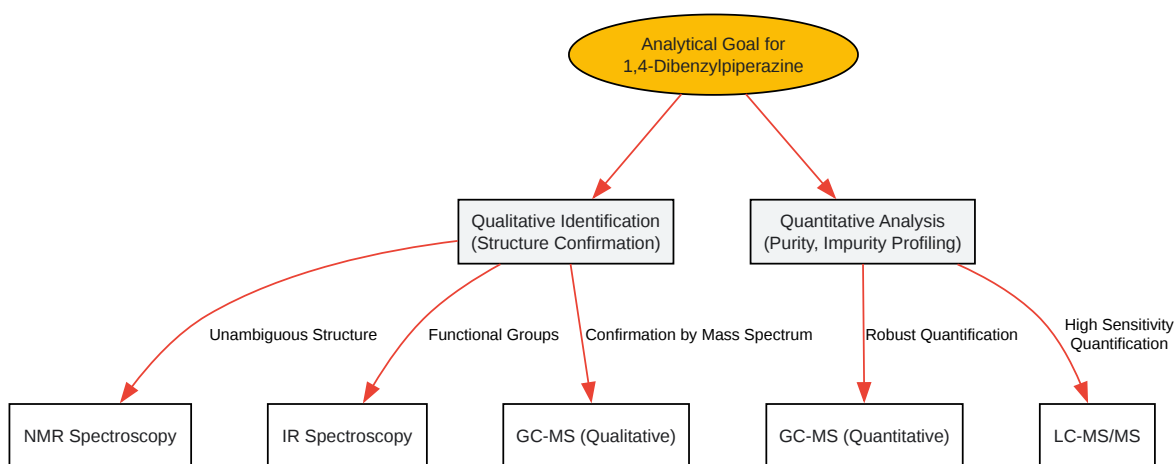 Analytical Goal for
1,4-Dibenzylpiperazine
Qualitative Identification
(Structure Confirmation)
Quantitative Analysis
(Purity, Impurity Profiling)
Unambiguous Structure
Functional Groups
Confirmation by Mass Spectrum
Robust Quantification
High Sensitivity
Quantification
NMR Spectroscopy
IR Spectroscopy
GC-MS (Qualitative)
GC-MS (Quantitative)
LC-MS/MS